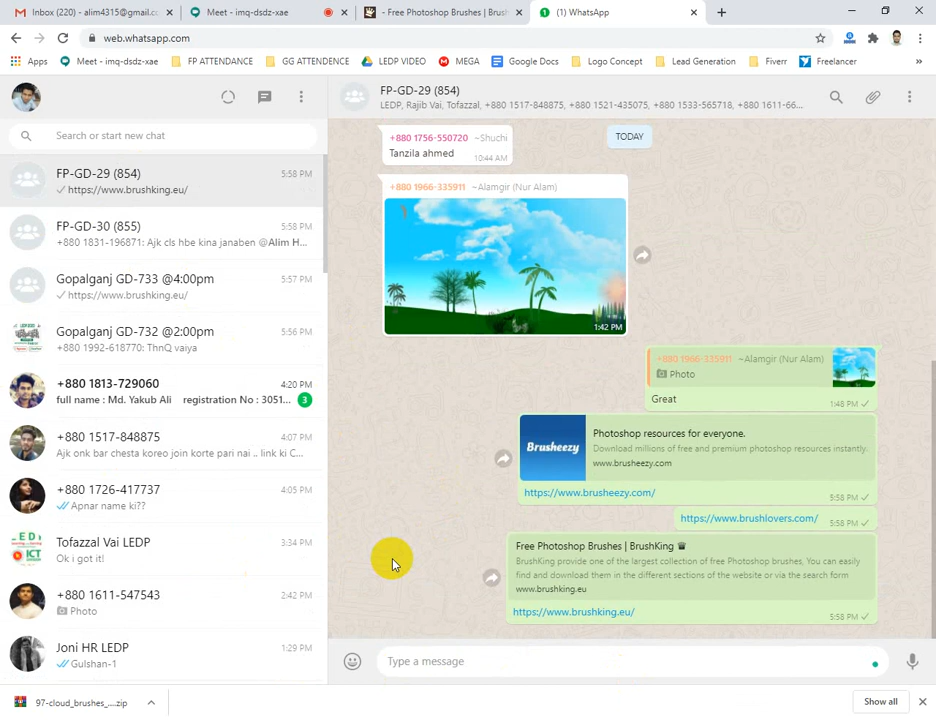 Inbox (220) - alim4315@gmail.c
Meet - imq-dsdz-xae
- Free Photoshop Brushes | Brush
(1) WhatsApp
web.whatsapp.com
Apps
Meet - imq-dsdz-xae
FP ATTENDANCE
GG ATTENDENCE
LEDP VIDEO
MEGA
Google Docs
Logo Concept
Lead Generation
Fiverr
Freelancer
»
Search or start new chat
FP-GD-29 (854)
5:58 PM
https://www.brushking.eu/
FP-GD-30 (855)
5:58 PM
+880 1831-196871: Ajk cls hbe kina janaben @Alim H...
Gopalganj GD-733 @4:00pm
5:57 PM
https://www.brushking.eu/
Gopalganj GD-732 @2:00pm
5:56 PM
+880 1992-618770: ThnQ vaiya
+880 1813-729060
4:20 PM
full name : Md. Yakub Ali registration No : 3051...
3
+880 1517-848875
4:07 PM
Ajk onk bar chesta koreo join korte pari nai .. link ki C...
+880 1726-417737
4:05 PM
Apnar name ki??
Tofazzal Vai LEDP
3:34 PM
Ok i got it!
+880 1611-547543
2:42 PM
Photo
Joni HR LEDP
1:29 PM
Gulshan-1
FP-GD-29 (854)
LEDP, Rajib Vai, Tofazzal, +880 1517-848875, +880 1521-435075, +880 1533-565718, +880 1611-66...
TODAY
+880 1756-550720 ~Shuchi
Tanzila ahmed
10:44 AM
+880 1966-335911 ~Alamgir (Nur Alam)
1:42 PM
+880 1966-335911 ~Alamgir (Nur Alam)
Photo
Great
1:48 PM
Brusheezy
Photoshop resources for everyone.
Download millions of free and premium photoshop resources instantly.
www.brusheezy.com
https://www.brusheezy.com/
5:58 PM
https://www.brushlovers.com/
5:58 PM
Free Photoshop Brushes | BrushKing
BrushKing provide one of the largest collection of free Photoshop brushes, You can easily
find and download them in the different sections of the website or via the search form
www.brushking.eu
https://www.brushking.eu/
5:58 PM
Type a message
97-cloud_brushes_....zip
Show all